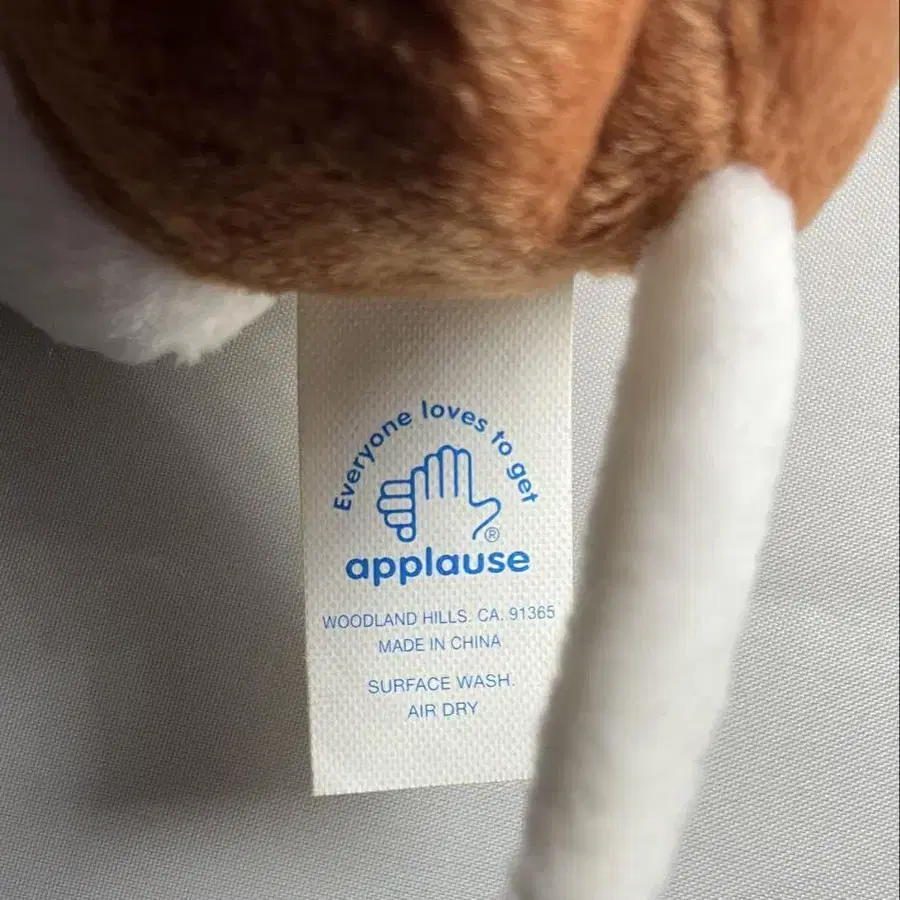 Everyone loves to get
®
applause
WOODLAND HILLS. CA. 91365
MADE IN CHINA
SURFACE WASH.
AIR DRY